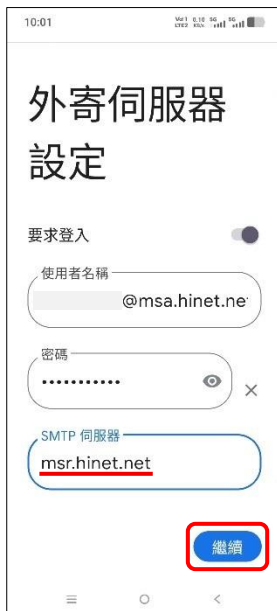 10:01
外寄伺服器
設定
要求登入
使用者名稱
@msa.hinet.ne
密碼
•••••••••••
SMTP 伺服器
msr.hinet.net
繼續